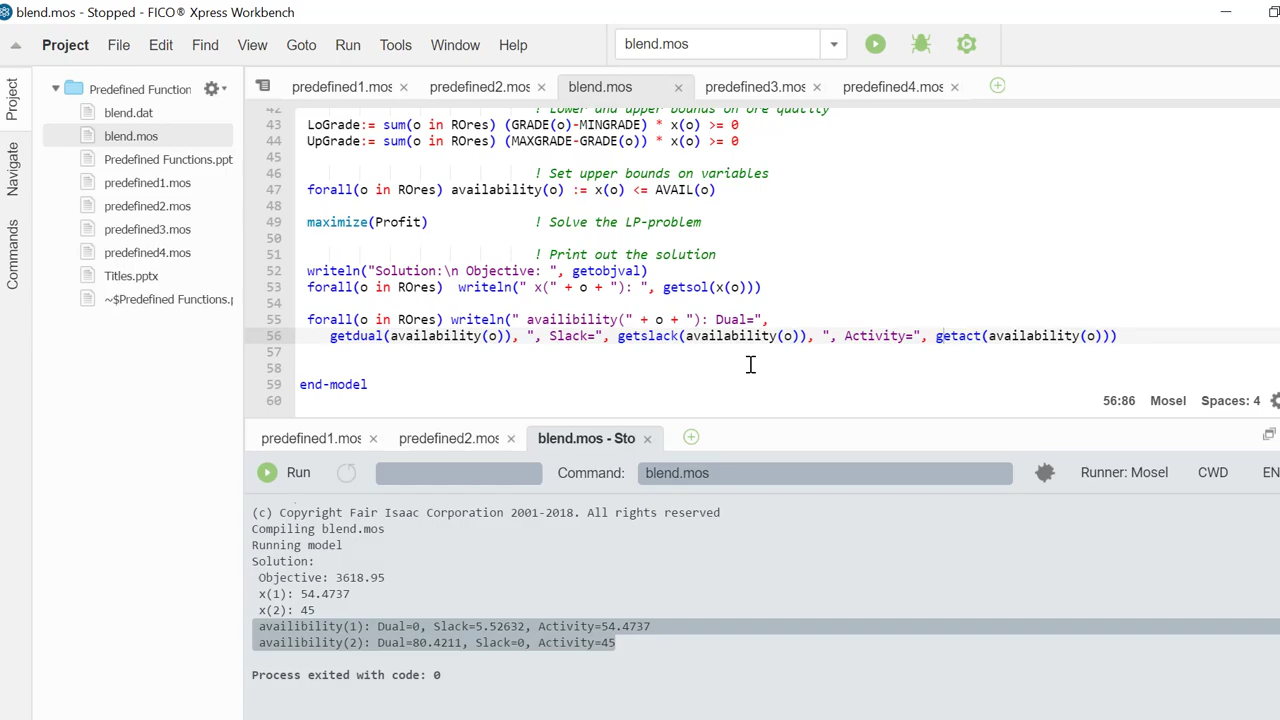 blend.mos - Stopped - FICO® Xpress Workbench
Project File Edit Find View Goto Run Tools Window Help blend.mos
Project
Navigate
Commands
Predefined Function
blend.dat
blend.mos
Predefined Functions.ppt
predefined1.mos
predefined2.mos
predefined3.mos
predefined4.mos
Titles.pptx
~$Predefined Functions.p
predefined1.mos predefined2.mos blend.mos predefined3.mos predefined4.mos
42 ! Lower and upper bounds on ore quality
43 LoGrade:= sum(o in ROres) (GRADE(o)-MINGRADE) * x(o) >= 0
44 UpGrade:= sum(o in ROres) (MAXGRADE-GRADE(o)) * x(o) >= 0
45
46 ! Set upper bounds on variables
47 forall(o in ROres) availability(o) := x(o) <= AVAIL(o)
48
49 maximize(Profit) ! Solve the LP-problem
50
51 ! Print out the solution
52 writeln("Solution:\n Objective: ", getobjval)
53 forall(o in ROres) writeln(" x(" + o + "): ", getsol(x(o)))
54
55 forall(o in ROres) writeln(" availibility(" + o + "): Dual=",
56 getdual(availability(o)), ", Slack=", getslack(availability(o)), ", Activity=", getact(availability(o)))
57
58
59 end-model
60
56:86 Mosel Spaces: 4
predefined1.mos predefined2.mos blend.mos - Sto
Run Command: blend.mos Runner: Mosel CWD EN
(c) Copyright Fair Isaac Corporation 2001-2018. All rights reserved
Compiling blend.mos
Running model
Solution:
Objective: 3618.95
x(1): 54.4737
x(2): 45
availibility(1): Dual=0, Slack=5.52632, Activity=54.4737
availibility(2): Dual=80.4211, Slack=0, Activity=45
Process exited with code: 0